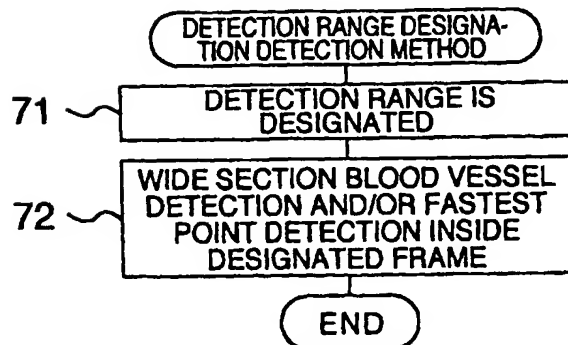 DETECTION RANGE DESIGNA-
TION DETECTION METHOD
71
DETECTION RANGE IS
DESIGNATED
72
WIDE SECTION BLOOD VESSEL
DETECTION AND/OR FASTEST
POINT DETECTION INSIDE
DESIGNATED FRAME
END